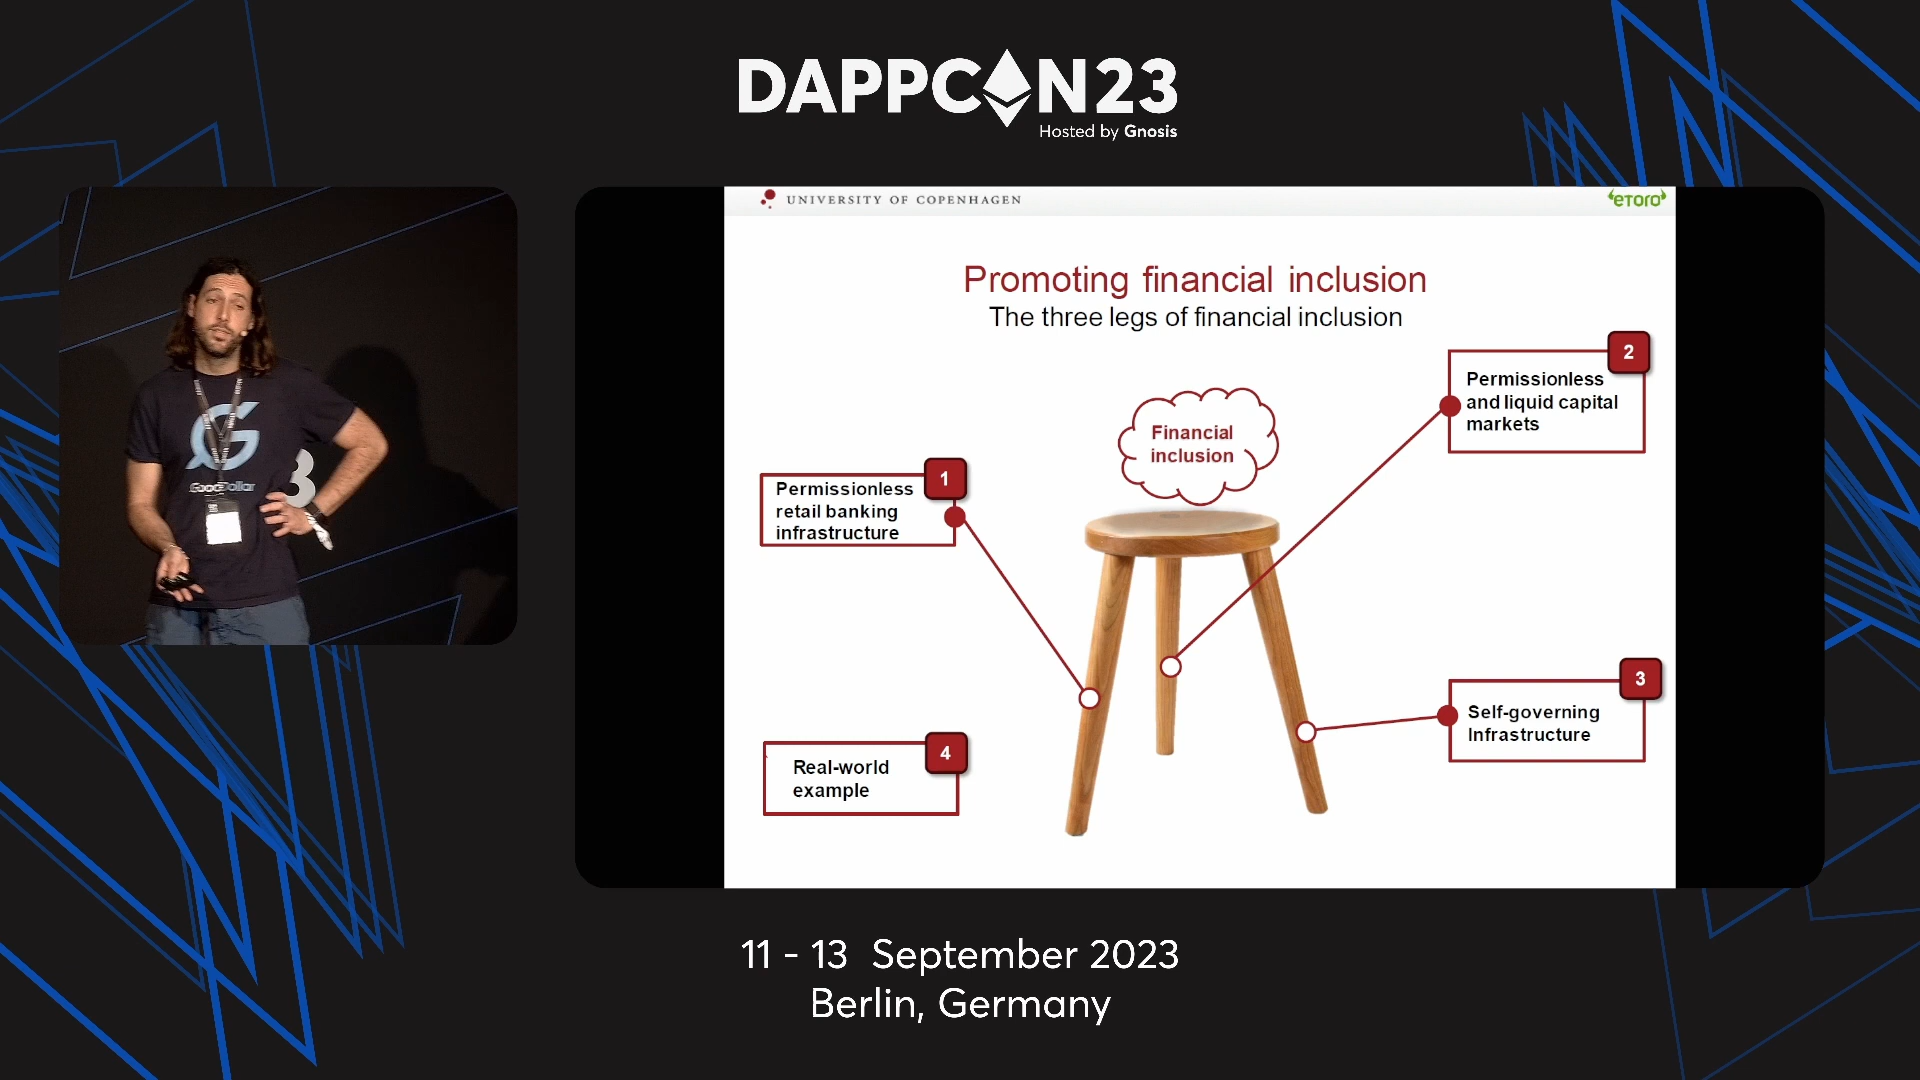 DAPPCON23
Hosted by Gnosis
UNIVERSITY OF COPENHAGEN
eToro
Promoting financial inclusion
The three legs of financial inclusion
2
Permissionless
and liquid capital
markets
Financial
inclusion
1
Permissionless
retail banking
infrastructure
3
Self-governing
Infrastructure
4
Real-world
example
GoodDollar
3
11 - 13 September 2023
Berlin, Germany